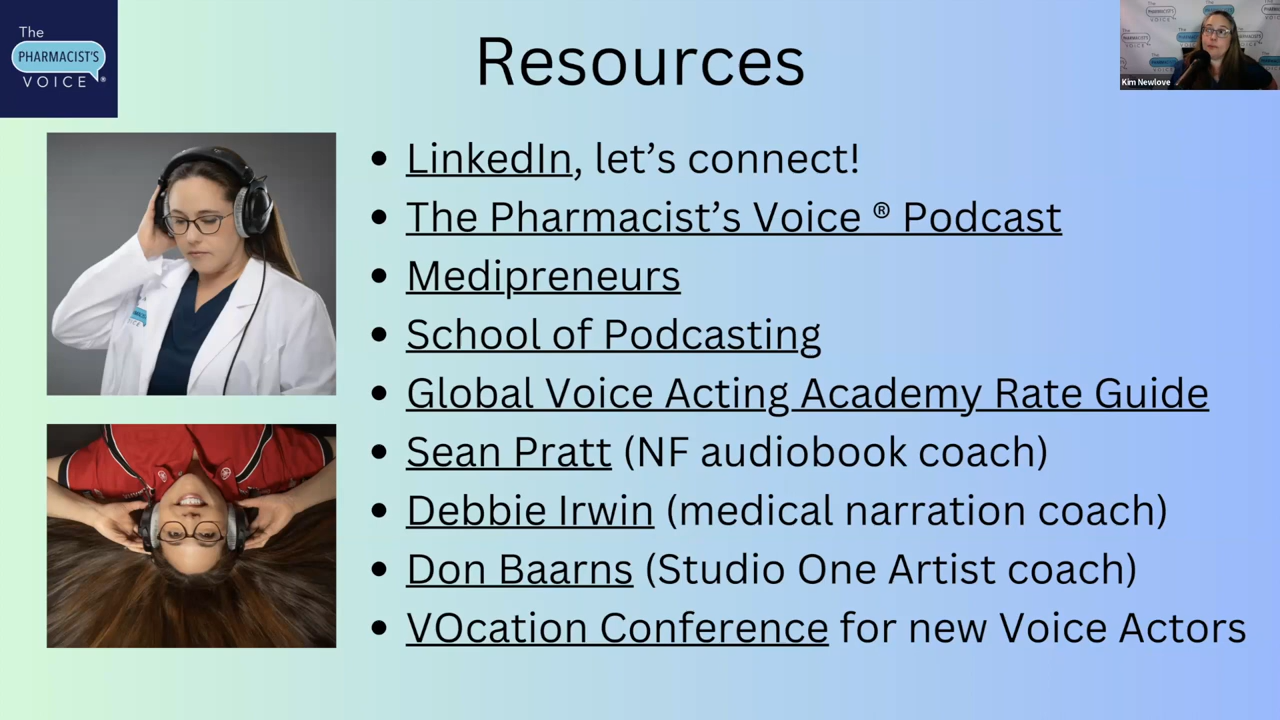 The
PHARMACIST'S
VOICE®
Resources
Kim Newlove
• LinkedIn, let's connect!
• The Pharmacist's Voice ® Podcast
• Medipreneurs
• School of Podcasting
• Global Voice Acting Academy Rate Guide
• Sean Pratt (NF audiobook coach)
• Debbie Irwin (medical narration coach)
• Don Baarns (Studio One Artist coach)
• VOcation Conference for new Voice Actors